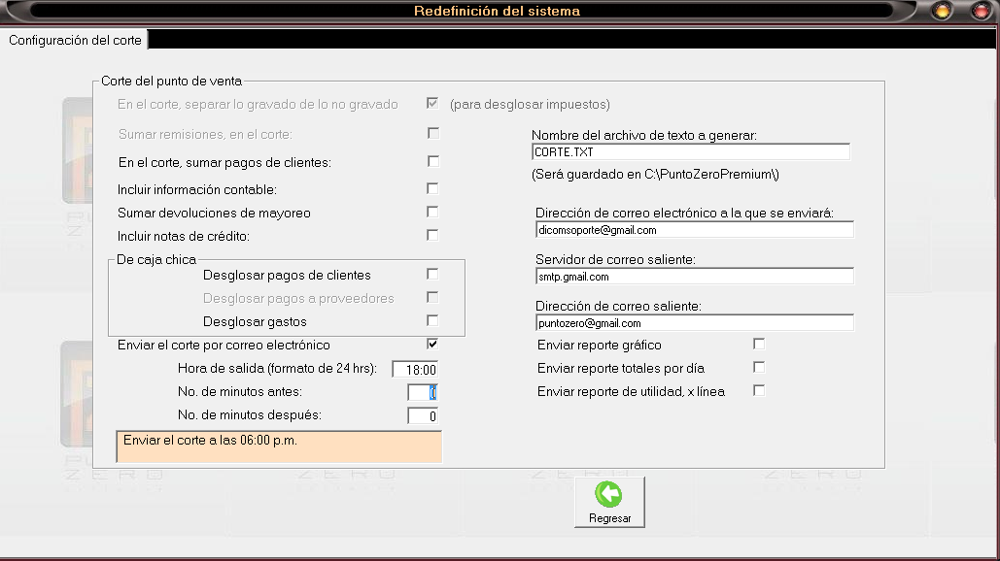 Redefinición del sistema
Configuración del corte
Corte del punto de venta
En el corte, separar lo gravado de lo no gravado (para desglosar impuestos)
Sumar remisiones, en el corte:
En el corte, sumar pagos de clientes:
Incluir información contable:
Sumar devoluciones de mayoreo
Incluir notas de crédito:
De caja chica
Desglosar pagos de clientes
Desglosar pagos a proveedores
Desglosar gastos
Enviar el corte por correo electrónico
Hora de salida (formato de 24 hrs): 18:00
No. de minutos antes: 0
No. de minutos después: 0
Enviar el corte a las 06:00 p.m.
Nombre del archivo de texto a generar:
CORTE.TXT
(Será guardado en C:\PuntoZeroPremium\)
Dirección de correo electrónico a la que se enviará:
dicomsoporte@gmail.com
Servidor de correo saliente:
smtp.gmail.com
Dirección de correo saliente:
puntozero@gmail.com
Enviar reporte gráfico
Enviar reporte totales por día
Enviar reporte de utilidad, x línea
ZERO
ZERO
ZERO
Regresar